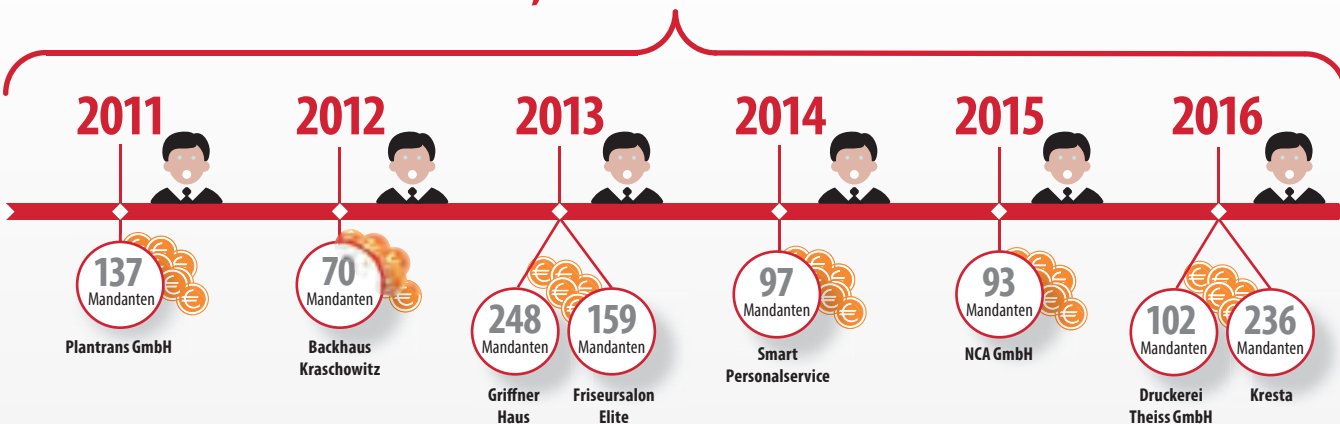 2011
2012
2013
2014
2015
2016
137
Mandanten
Plantrans GmbH
70
Mandanten
Backhaus
Kraschowitz
248
Mandanten
Griffner
Haus
159
Mandanten
Friseursalon
Elite
97
Mandanten
Smart
Personalservice
93
Mandanten
NCA GmbH
102
Mandanten
Druckerei
Theiss GmbH
236
Mandanten
Kresta